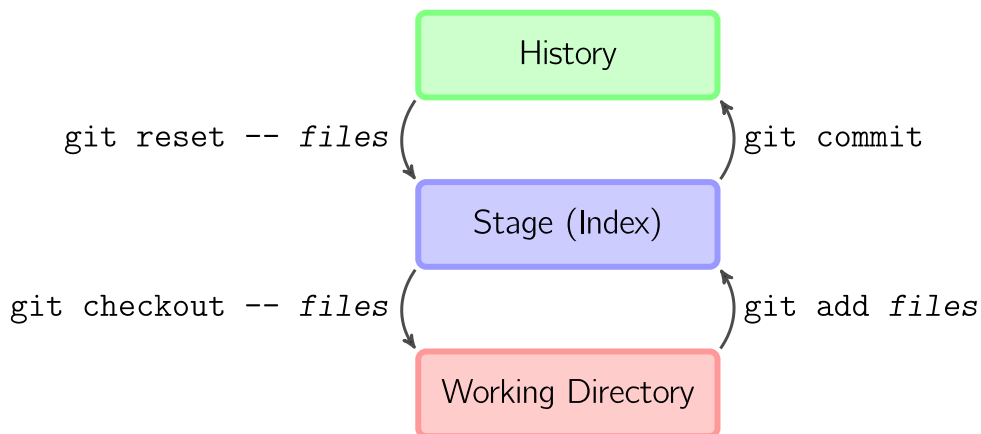 History
git reset -- files
git commit
Stage (Index)
git checkout -- files
git add files
Working Directory